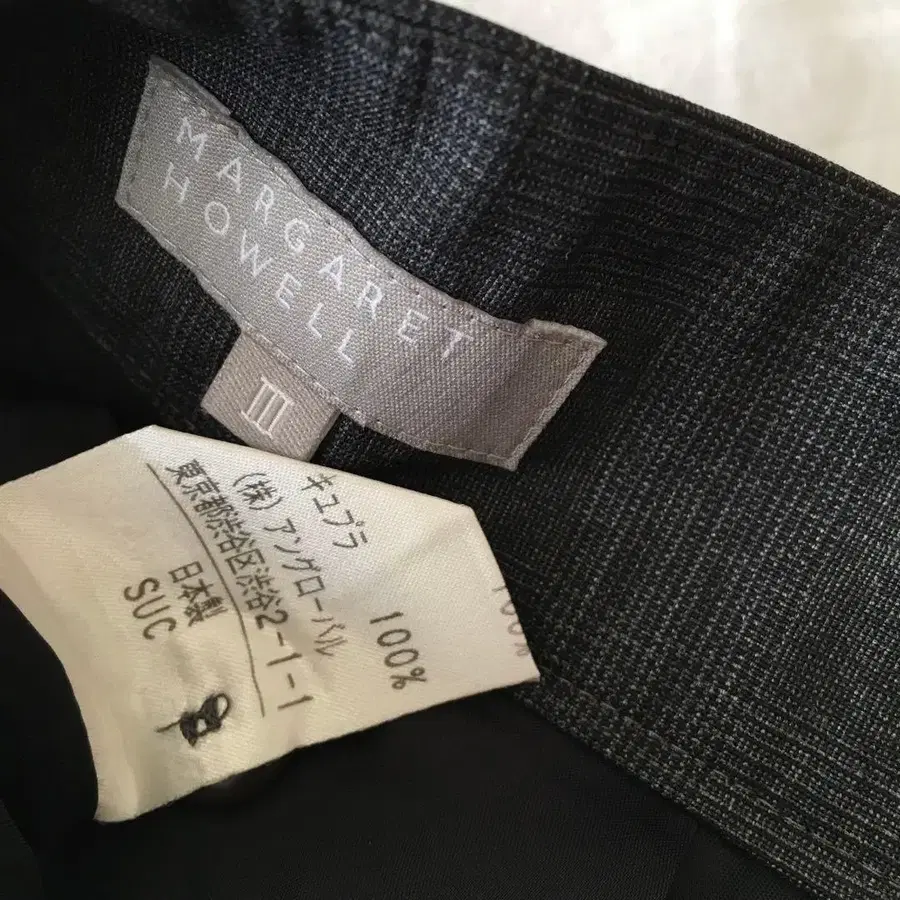 MARGARET
HOWELL
III
100%
キュプラ 100%
(株)アングローバル
東京都渋谷区渋谷2-1-1
日本製
SUC